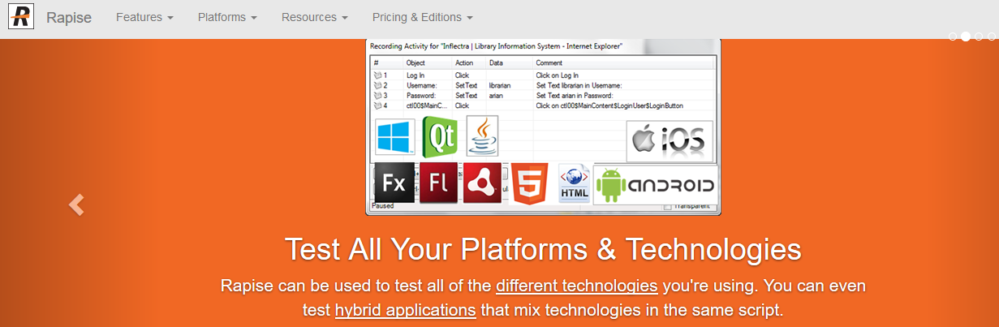 R Rapise Features Platforms Resources Pricing & Editions
Recording Activity for "Inflectra | Library Information System - Internet Explorer"
# Object Action Data Comment
1 Log In Click Click on Log In
2 Username: SetText librarian Set Text librarian in Username:
3 Password: SetText arian Set Text arian in Password:
4 ctl00$MainC... Click Click on ctl00$MainContent$LoginUser$LoginButton
Qt iOS
Fx Fl 5 HTML ANDROID
Paused Transparent
Test All Your Platforms & Technologies
Rapise can be used to test all of the different technologies you're using. You can even
test hybrid applications that mix technologies in the same script.